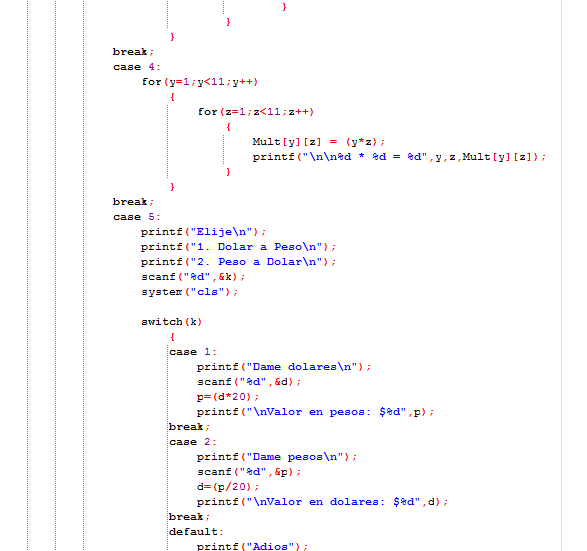 }
}
}
break;
case 4:
for(y=1;y<11;y++)
{
for(z=1;z<11;z++)
{
Mult[y][z] = (y*z);
printf("\n\n%d * %d = %d",y,z,Mult[y][z]);
}
}
break;
case 5:
printf("Elije\n");
printf("1. Dolar a Peso\n");
printf("2. Peso a Dolar\n");
scanf("%d",&k);
system("cls");
switch(k)
{
case 1:
printf("Dame dolares\n");
scanf("%d",&d);
p=(d*20);
printf("\nValor en pesos: $%d",p);
break;
case 2:
printf("Dame pesos\n");
scanf("%d",&p);
d=(p/20);
printf("\nValor en dolares: $%d",d);
break;
default:
printf("Adios");